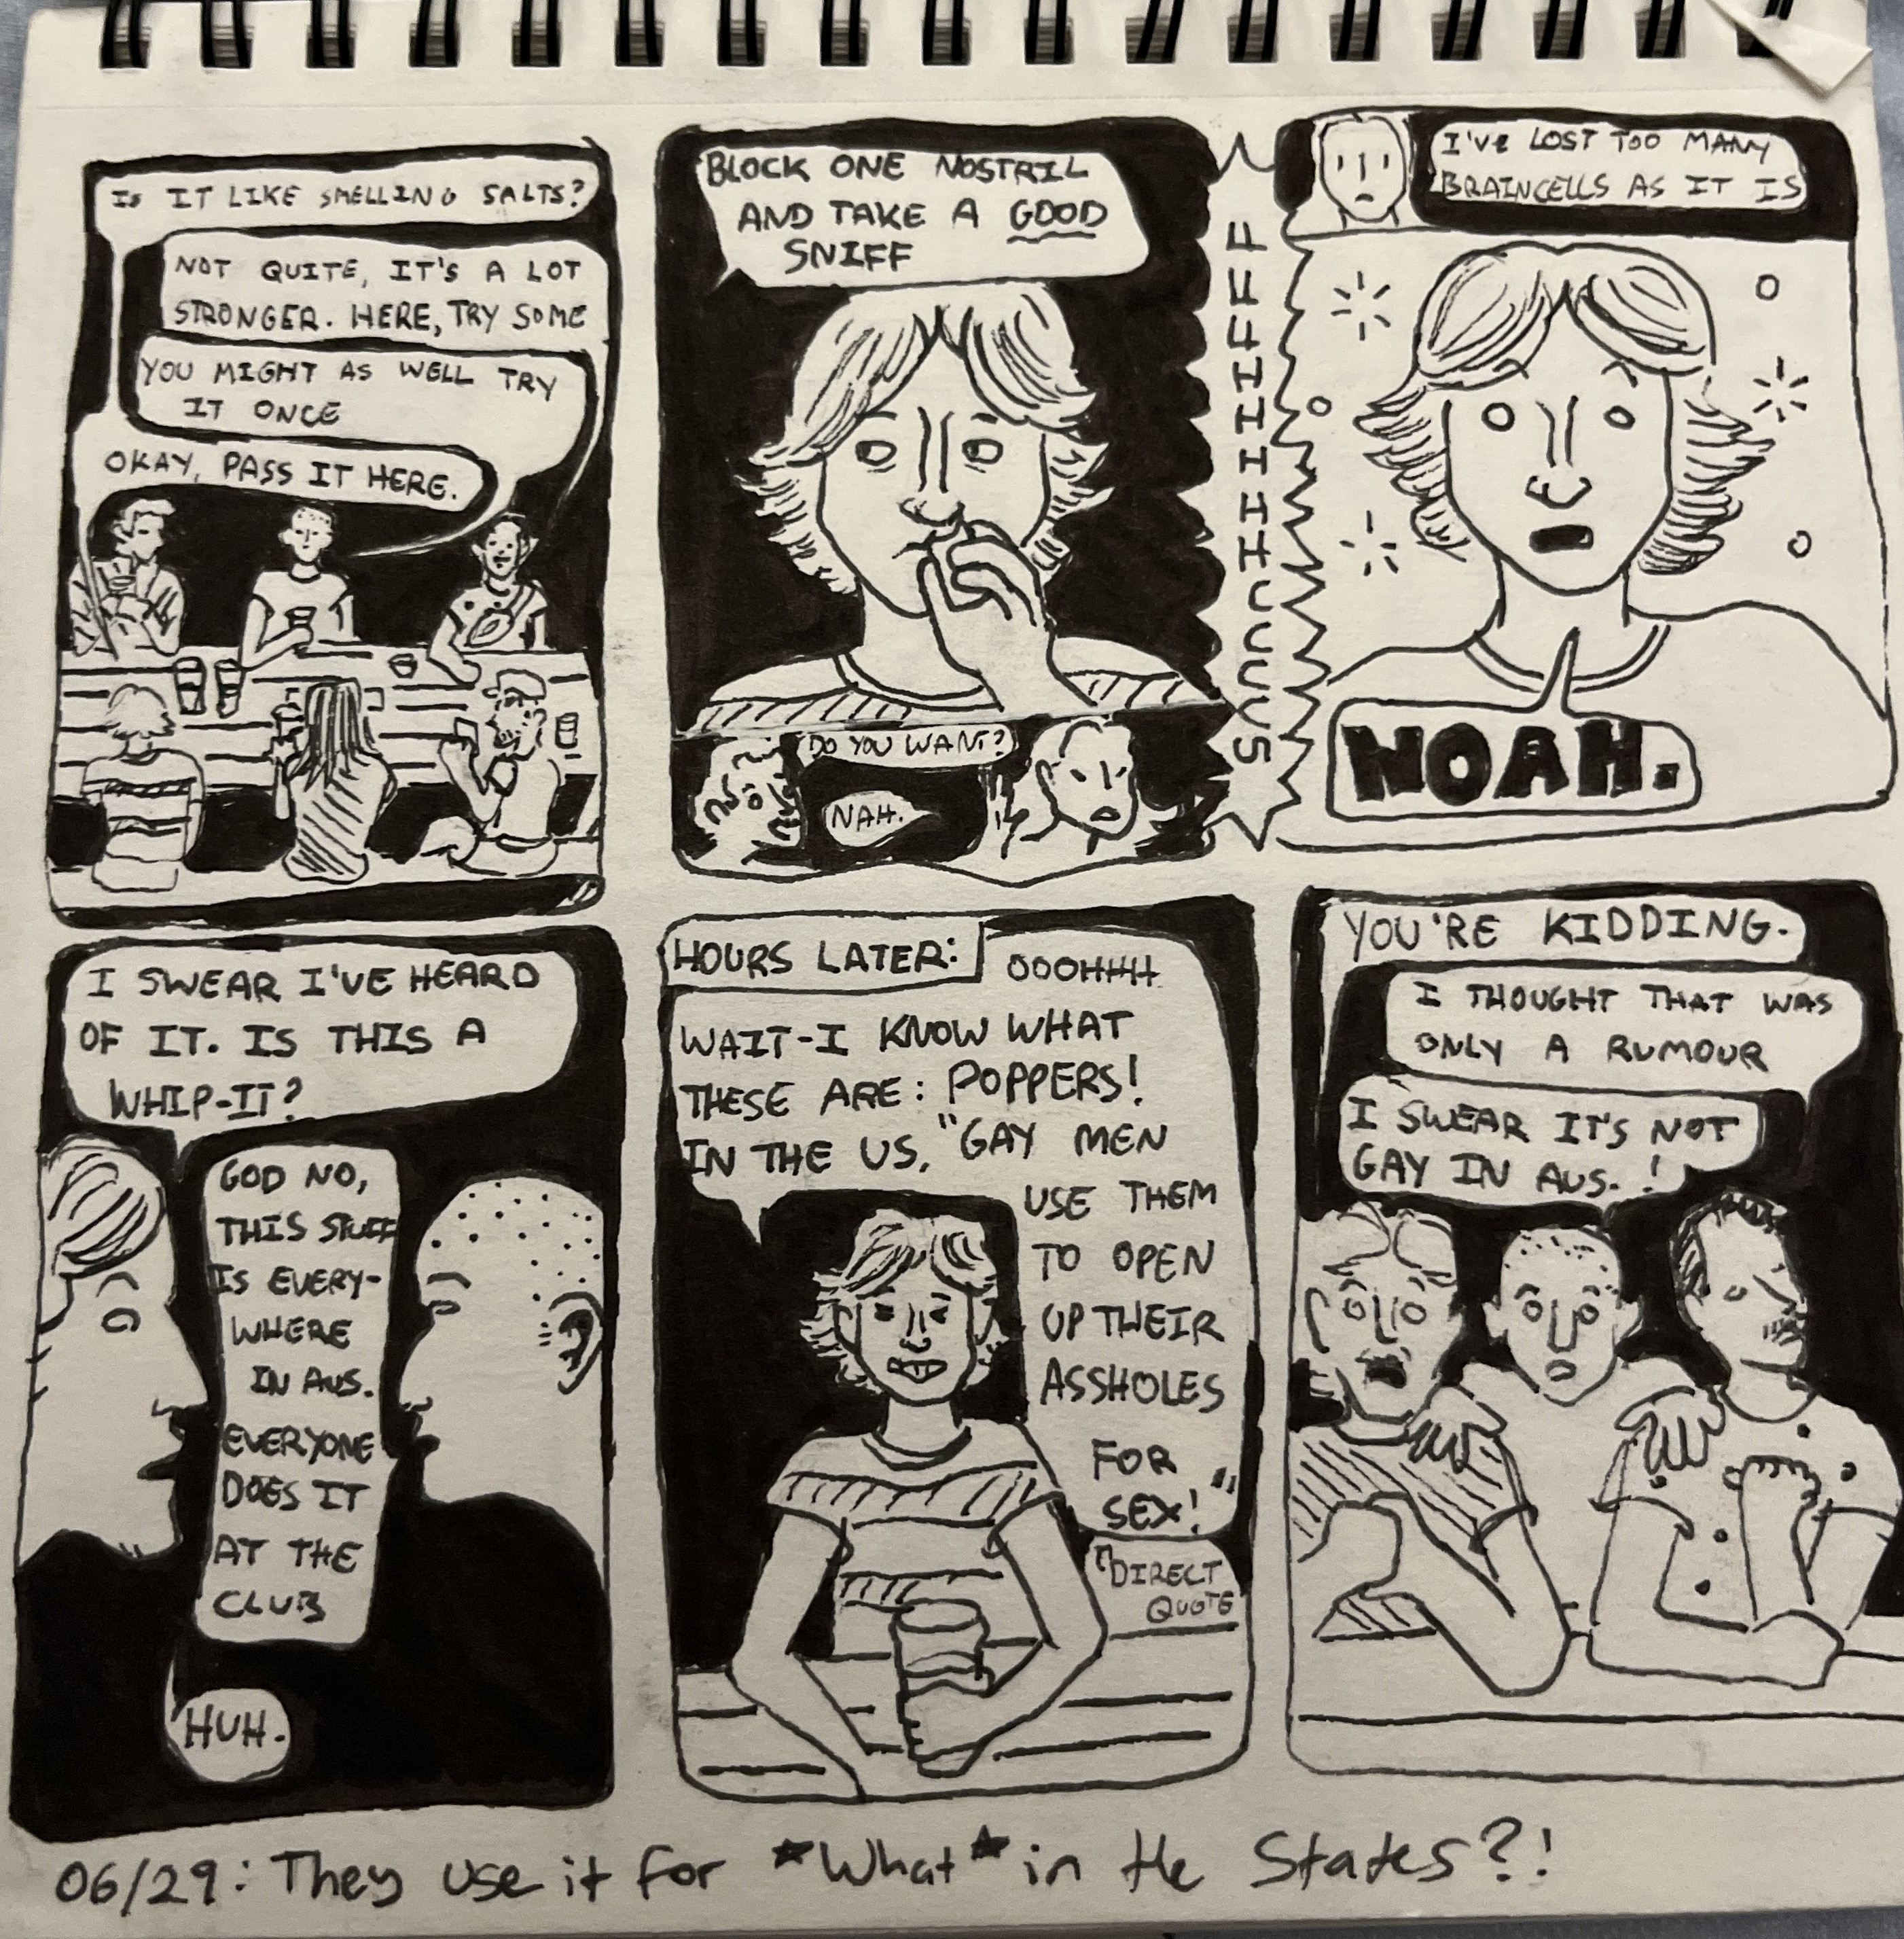 IS IT LIKE SMELLING SALTS?
NOT QUITE, IT'S A LOT
STRONGER. HERE, TRY SOME
YOU MIGHT AS WELL TRY
IT ONCE
OKAY, PASS IT HERE.
BLOCK ONE NOSTRIL
AND TAKE A GOOD
SNIFF
DO YOU WANT?
NAH.
I'VE LOST TOO MANY
BRAINCELLS AS IT IS
NOAH.
I SWEAR I'VE HEARD
OF IT. IS THIS A
WHIP-IT?
GOD NO,
THIS STUFF
IS EVERY-
WHERE
IN AUS.
EVERYONE
DOES IT
AT THE
CLUB
HUH.
HOURS LATER:
OOOHHH
WAIT-I KNOW WHAT
THESE ARE: POPPERS!
IN THE US, "GAY MEN
USE THEM
TO OPEN
UP THEIR
ASSHOLES
FOR
SEX!"
DIRECT
QUOTE
YOU'RE KIDDING.
I THOUGHT THAT WAS
ONLY A RUMOUR
I SWEAR IT'S NOT
GAY IN AUS.!
06/29: They use it for *What* in the States?!